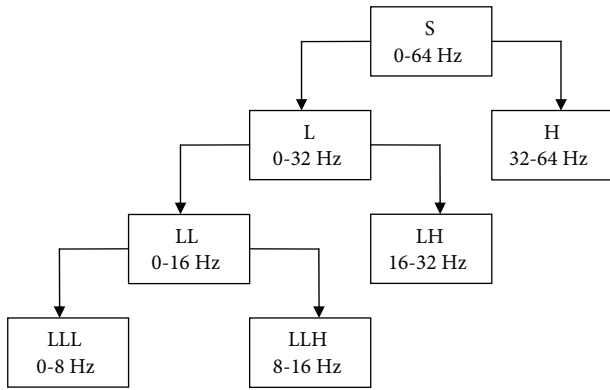 S
0-64 Hz
L
0-32 Hz
H
32-64 Hz
LL
0-16 Hz
LH
16-32 Hz
LLL
0-8 Hz
LLH
8-16 Hz